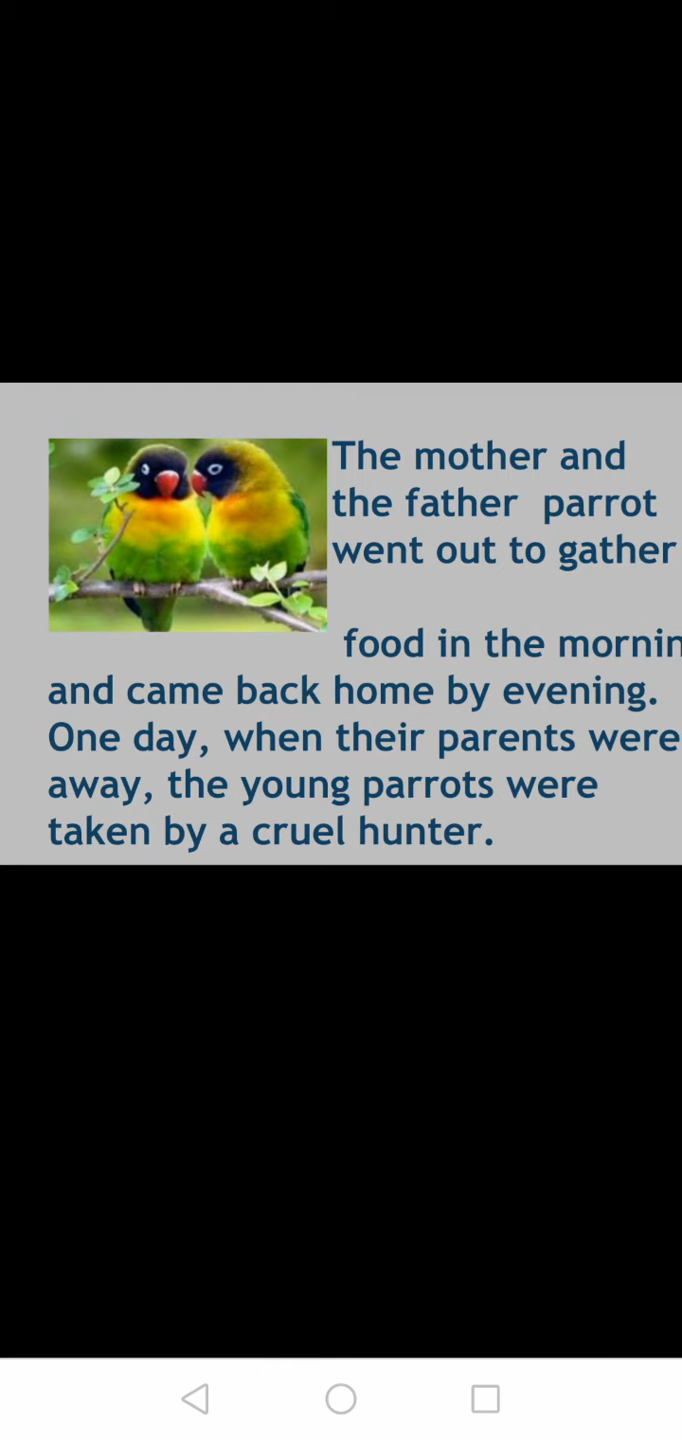 The mother and
the father parrot
went out to gather
food in the mornin
and came back home by evening.
One day, when their parents were
away, the young parrots were
taken by a cruel hunter.